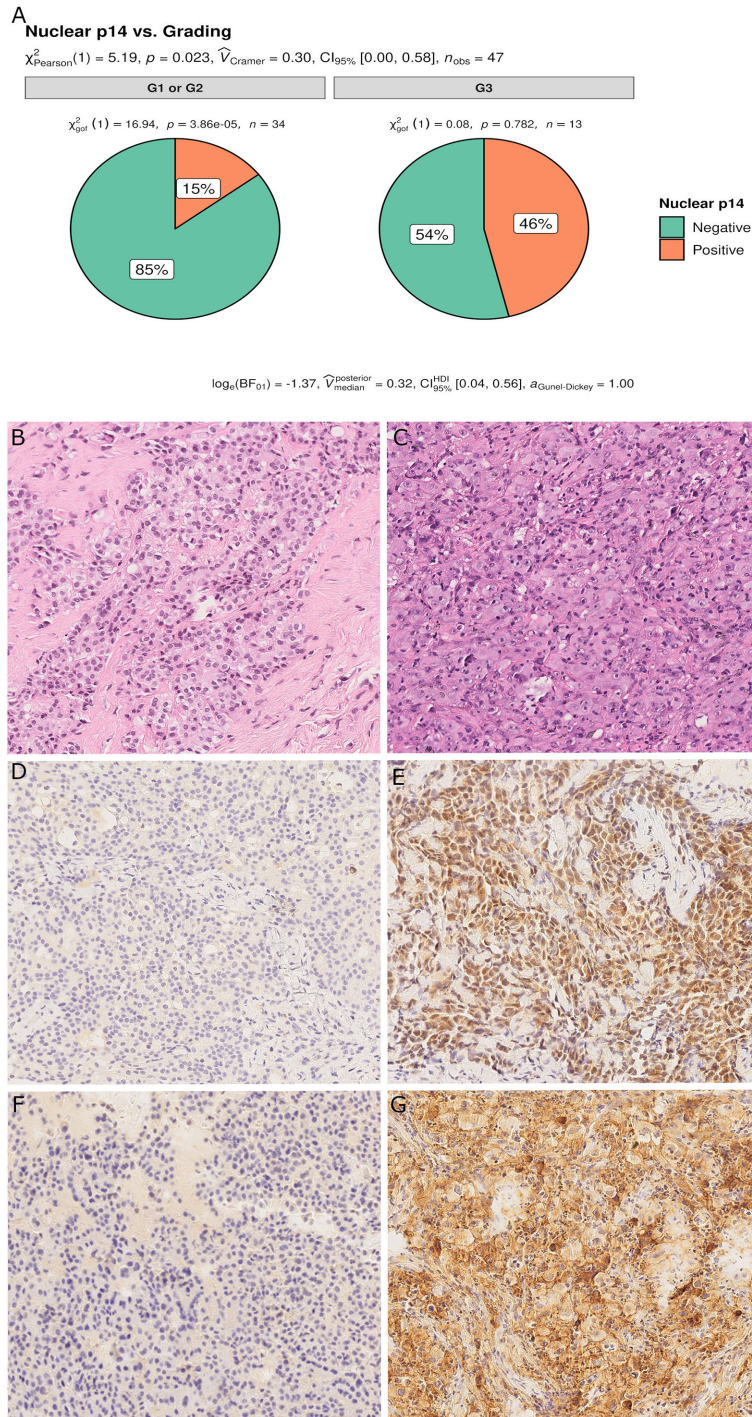 A
Nuclear p14 vs. Grading
χ²Pearson(1) = 5.19, p = 0.023, V̂Cramer = 0.30, CI95% [0.00, 0.58], nobs = 47
G1 or G2 G3
χ²gof (1) = 16.94, p = 3.86e-05, n = 34 χ²gof (1) = 0.08, p = 0.782, n = 13
15%
85%
54%
46%
Nuclear p14
Negative
Positive
loge(BF01) = -1.37, V̂posterior median = 0.32, CI HDI 95% [0.04, 0.56], aGunel-Dickey = 1.00
B C
D E
F G